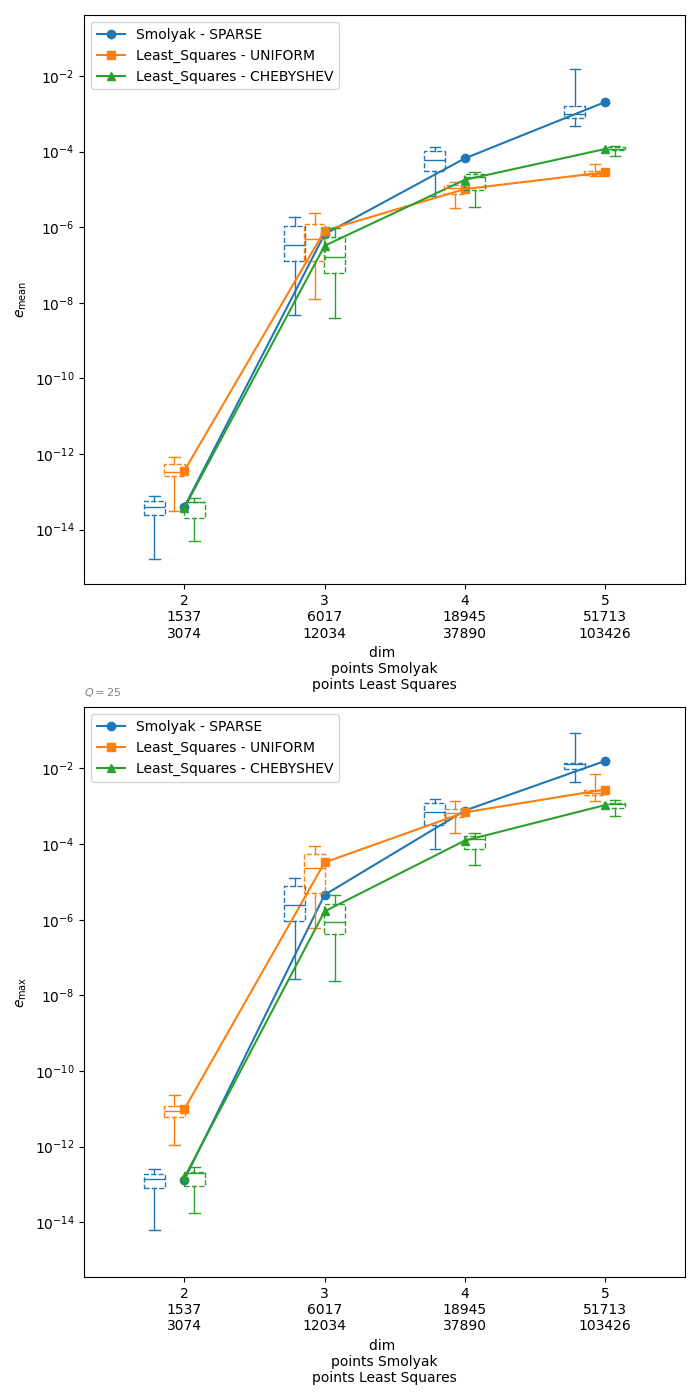 Smolyak - SPARSE
Least_Squares - UNIFORM
Least_Squares - CHEBYSHEV
10⁻²
10⁻⁴
10⁻⁶
10⁻⁸
10⁻¹⁰
10⁻¹²
10⁻¹⁴
e_mean
2 3 4 5
1537 6017 18945 51713
3074 12034 37890 103426
dim
points Smolyak
points Least Squares
Q = 25
Smolyak - SPARSE
Least_Squares - UNIFORM
Least_Squares - CHEBYSHEV
10⁻²
10⁻⁴
10⁻⁶
10⁻⁸
10⁻¹⁰
10⁻¹²
10⁻¹⁴
e_max
2 3 4 5
1537 6017 18945 51713
3074 12034 37890 103426
dim
points Smolyak
points Least Squares